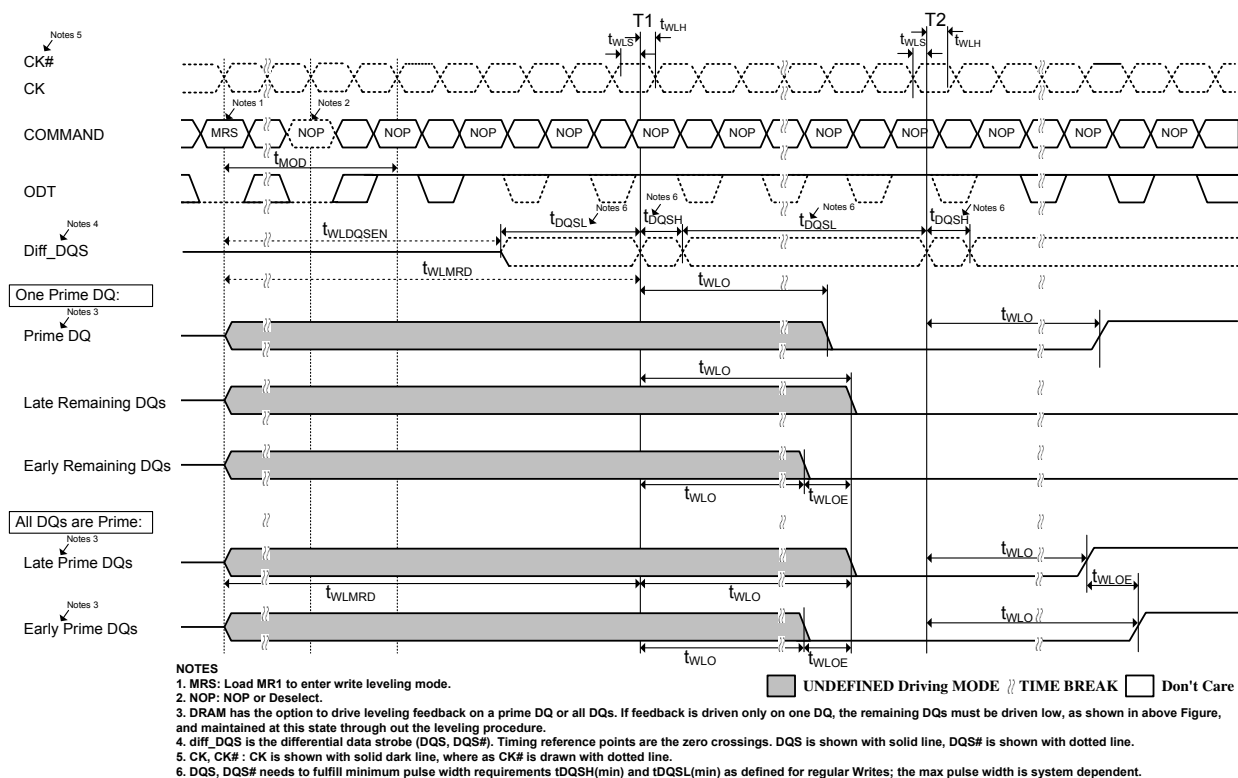 T1
T2
tWLS
tWLH
tWLS
tWLH
Notes 5
CK#
CK
Notes 1
Notes 2
COMMAND
MRS
NOP
NOP
NOP
NOP
NOP
NOP
NOP
NOP
NOP
NOP
NOP
tMOD
ODT
Notes 4
Diff_DQS
tWLDQSEN
tDQSL
Notes 6
tDQSH
Notes 6
tDQSL
Notes 6
tDQSH
Notes 6
tWLMRD
tWLO
One Prime DQ:
Notes 3
Prime DQ
tWLO
tWLO
Late Remaining DQs
Early Remaining DQs
tWLO
tWLOE
All DQs are Prime:
Notes 3
Late Prime DQs
tWLO
tWLMRD
tWLO
tWLOE
Notes 3
Early Prime DQs
tWLO
tWLO
tWLOE
NOTES
1. MRS: Load MR1 to enter write leveling mode.
2. NOP: NOP or Deselect.
UNDEFINED Driving MODE
TIME BREAK
Don't Care
3. DRAM has the option to drive leveling feedback on a prime DQ or all DQs. If feedback is driven only on one DQ, the remaining DQs must be driven low, as shown in above Figure,
and maintained at this state through out the leveling procedure.
4. diff_DQS is the differential data strobe (DQS, DQS#). Timing reference points are the zero crossings. DQS is shown with solid line, DQS# is shown with dotted line.
5. CK, CK# : CK is shown with solid dark line, where as CK# is drawn with dotted line.
6. DQS, DQS# needs to fulfill minimum pulse width requirements tDQSH(min) and tDQSL(min) as defined for regular Writes; the max pulse width is system dependent.